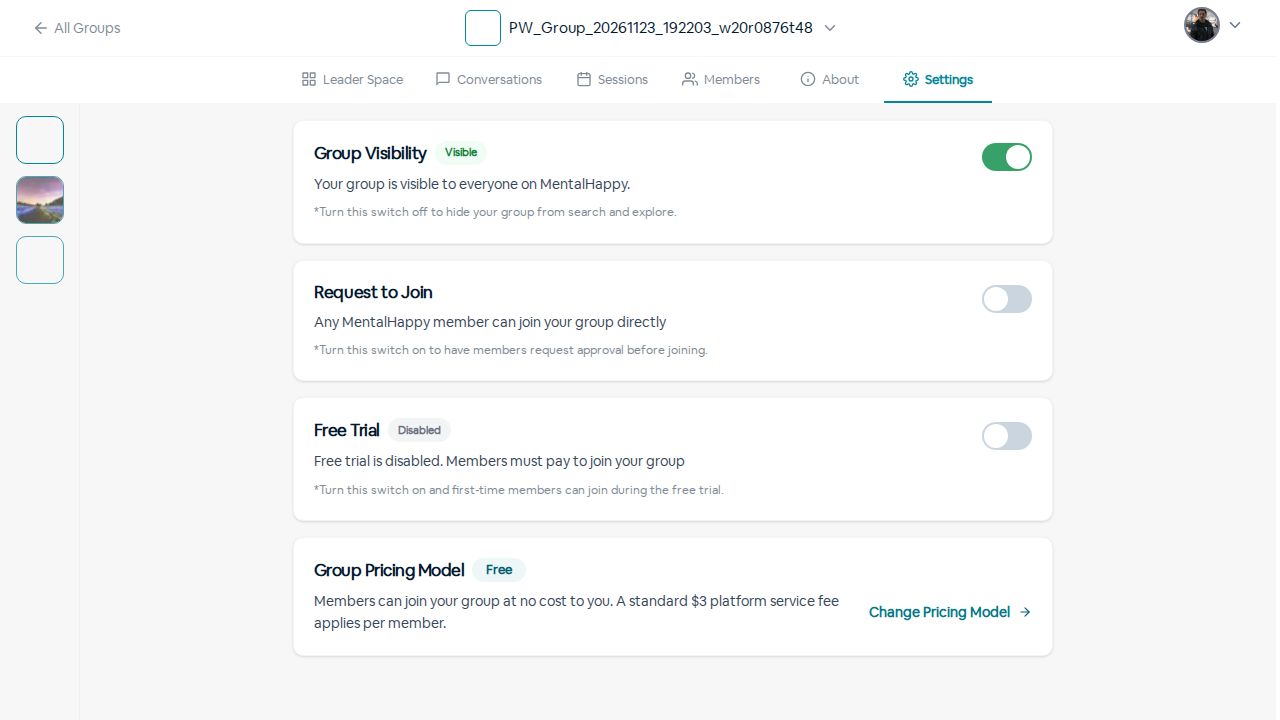 All Groups
PW_Group_20261123_192203_w20r0876t48
Leader Space
Conversations
Sessions
Members
About
Settings
Group Visibility
Visible
Your group is visible to everyone on MentalHappy.
*Turn this switch off to hide your group from search and explore.
Request to Join
Any MentalHappy member can join your group directly
*Turn this switch on to have members request approval before joining.
Free Trial
Disabled
Free trial is disabled. Members must pay to join your group
*Turn this switch on and first-time members can join during the free trial.
Group Pricing Model
Free
Members can join your group at no cost to you. A standard $3 platform service fee
applies per member.
Change Pricing Model